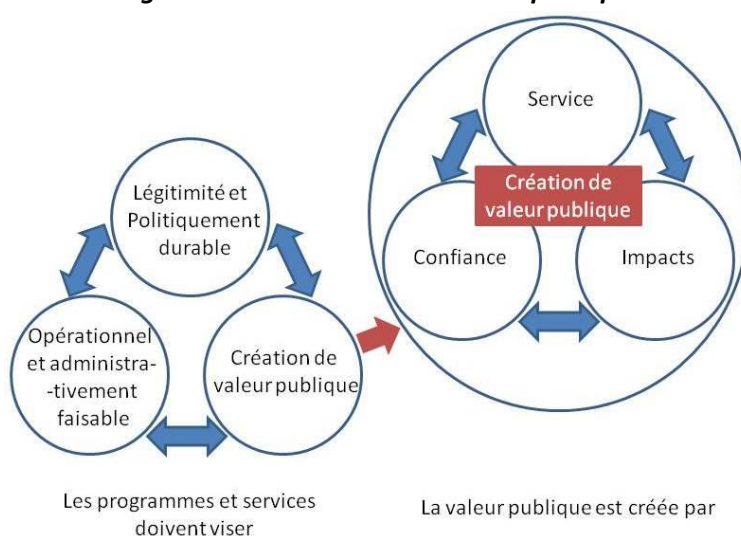 Service
Création de
valeur publique
Confiance
Impacts
Légitimité et
Politiquement
durable
Opérationnel
et administra-
-tivement
faisable
Création de
valeur publique
Les programmes et services
doivent viser
La valeur publique est créée par